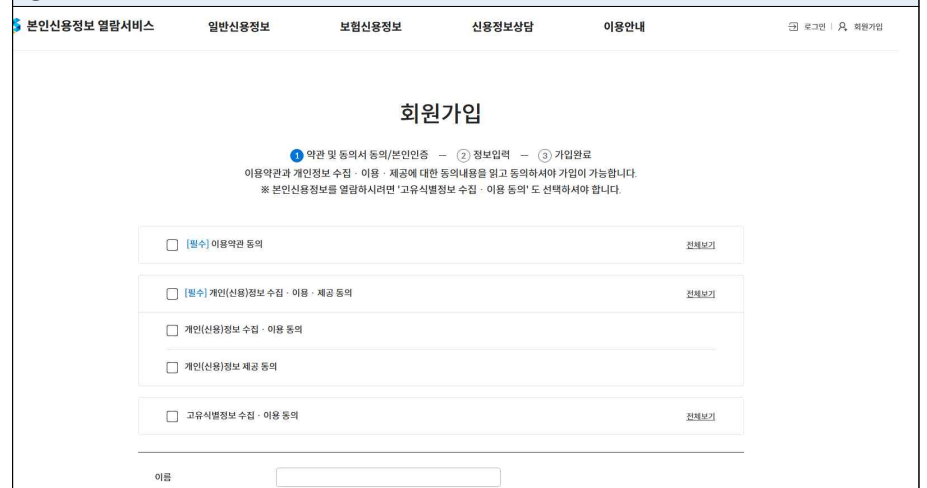 본인신용정보 열람서비스 일반신용정보 보험신용정보 신용정보상담 이용안내 로그인 | 회원가입
회원가입
1 약관 및 동의서 동의/본인인증 — 2 정보입력 — 3 가입완료
이용약관과 개인정보 수집 · 이용 · 제공에 대한 동의내용을 읽고 동의하셔야 가입이 가능합니다.
※ 본인신용정보를 열람하시려면 '고유식별정보 수집 · 이용 동의' 도 선택하셔야 합니다.
[필수] 이용약관 동의 전체보기
[필수] 개인(신용)정보 수집 · 이용 · 제공 동의 전체보기
개인(신용)정보 수집 · 이용 동의
개인(신용)정보 제공 동의
고유식별정보 수집 · 이용 동의 전체보기
이름